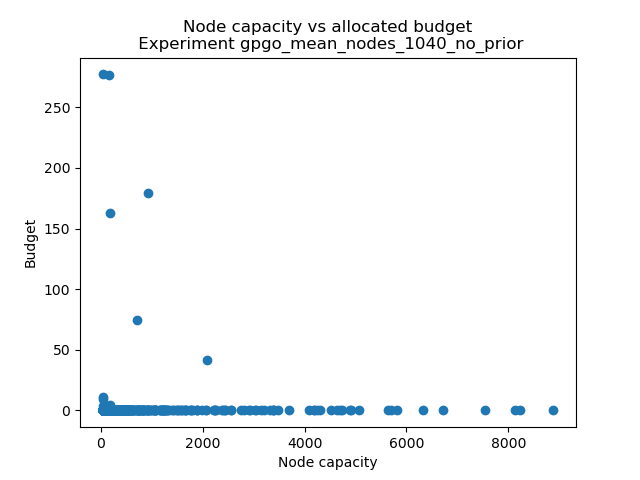 Node capacity vs allocated budget
Experiment gpgo_mean_nodes_1040_no_prior
250
200
150
100
50
0
Budget
0 2000 4000 6000 8000
Node capacity